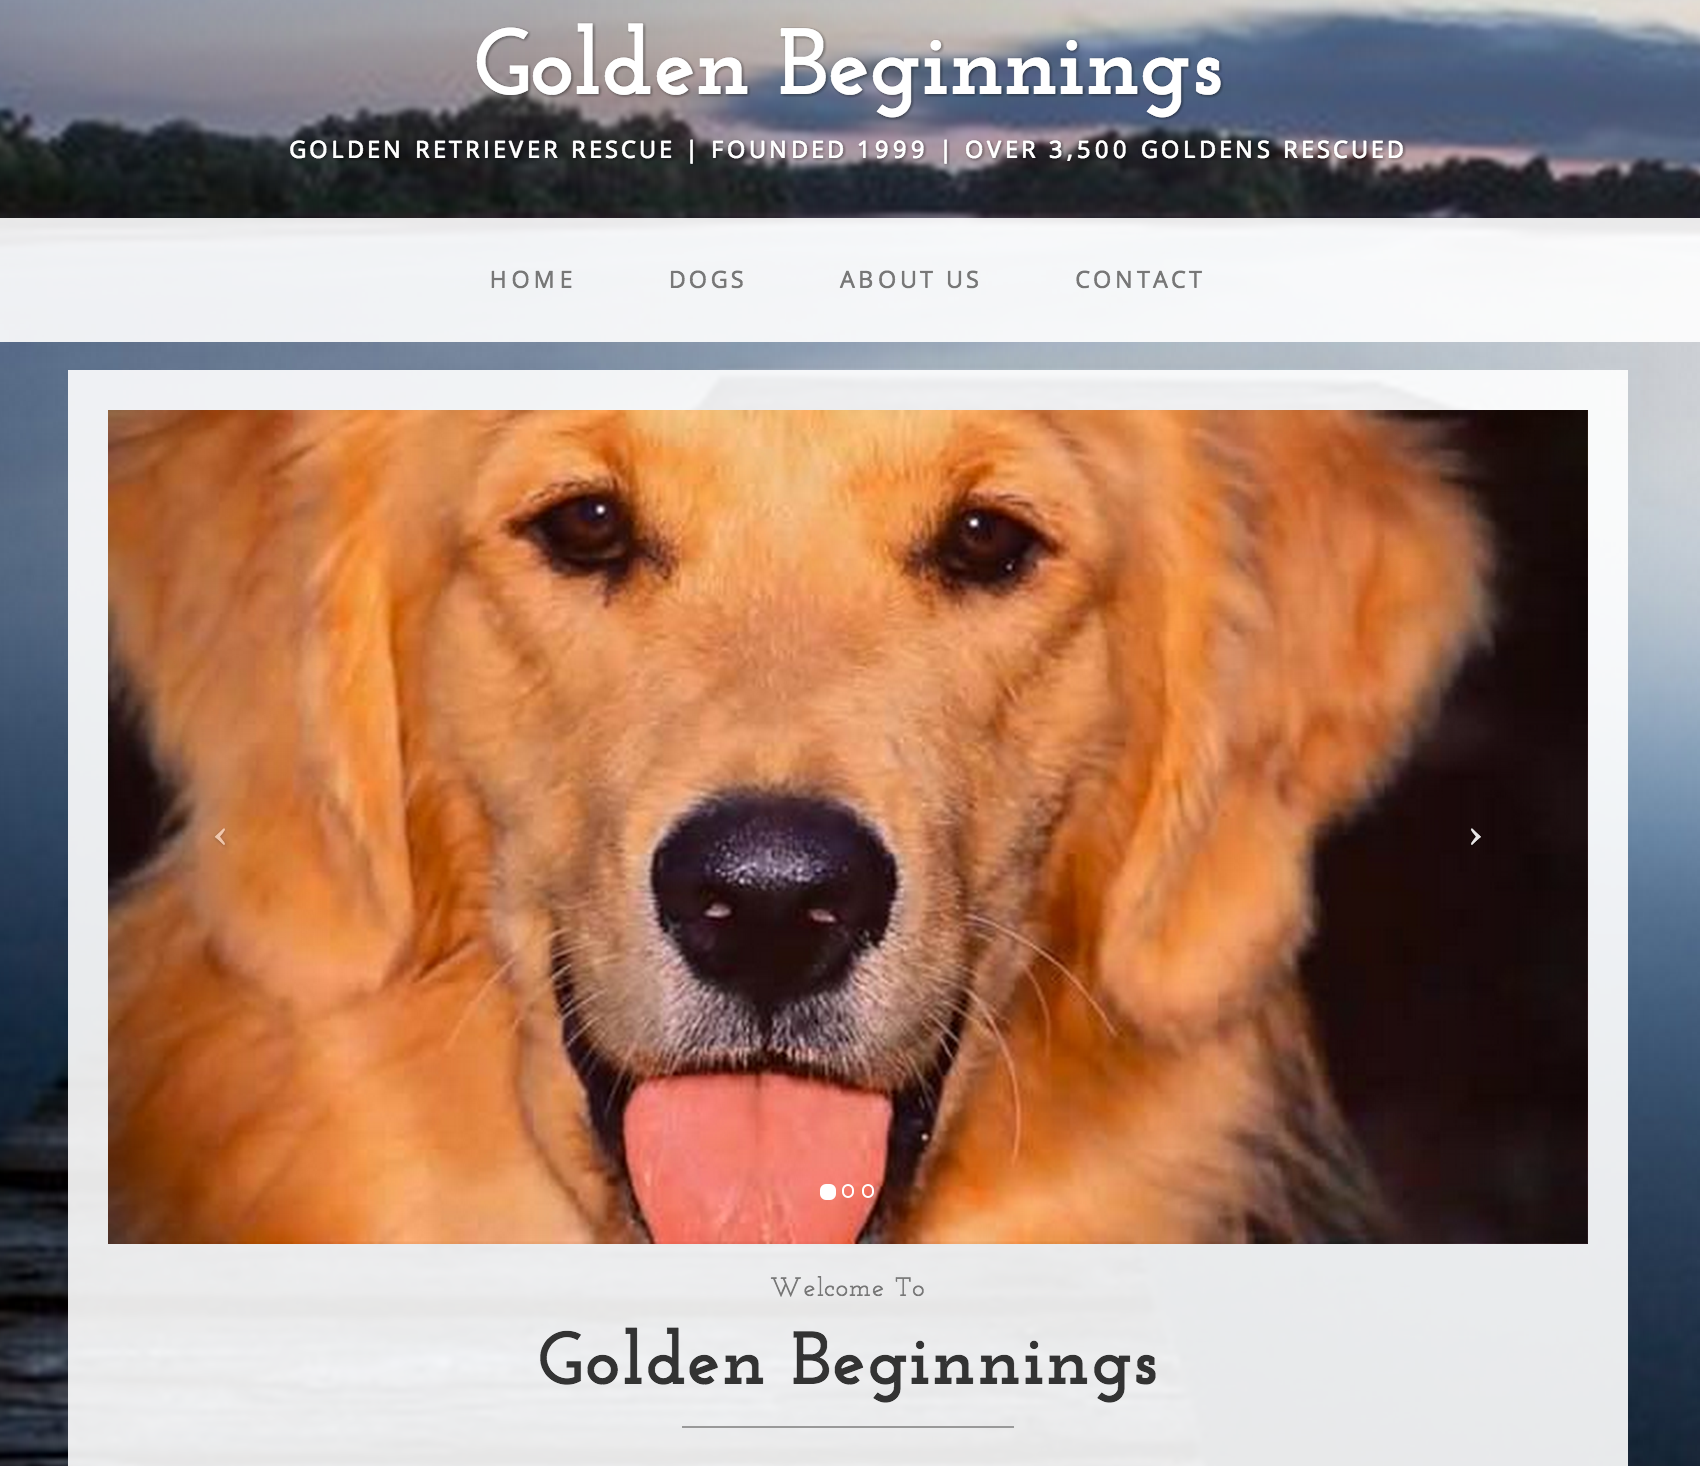 Golden Beginnings
GOLDEN RETRIEVER RESCUE | FOUNDED 1999 | OVER 3,500 GOLDENS RESCUED
HOME DOGS ABOUT US CONTACT
Welcome To
Golden Beginnings